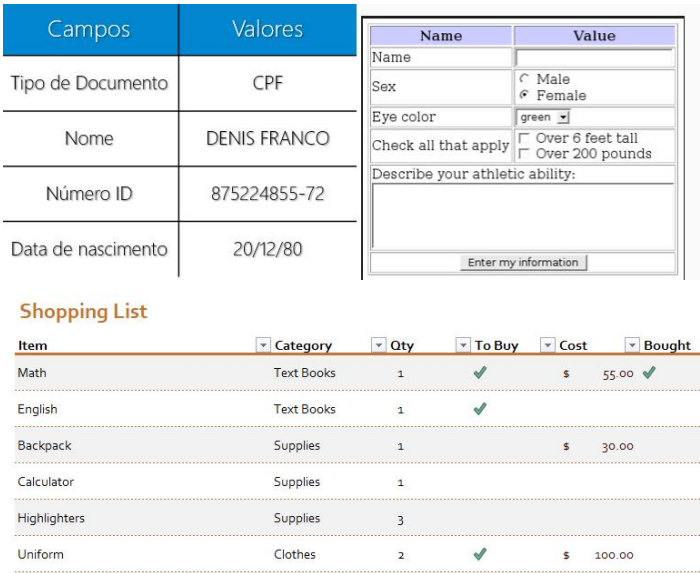 Campos Valores
Tipo de Documento CPF
Nome DENIS FRANCO
Número ID 875224855-72
Data de nascimento 20/12/80
Name Value
Name
Sex Male
Female
Eye color green
Check all that apply Over 6 feet tall
Over 200 pounds
Describe your athletic ability:
Enter my information
Shopping List
Item Category Qty To Buy Cost Bought
Math Text Books 1 ✔ $ 55.00 ✔
English Text Books 1 ✔
Backpack Supplies 1 $ 30.00
Calculator Supplies 1
Highlighters Supplies 3
Uniform Clothes 2 ✔ $ 100.00